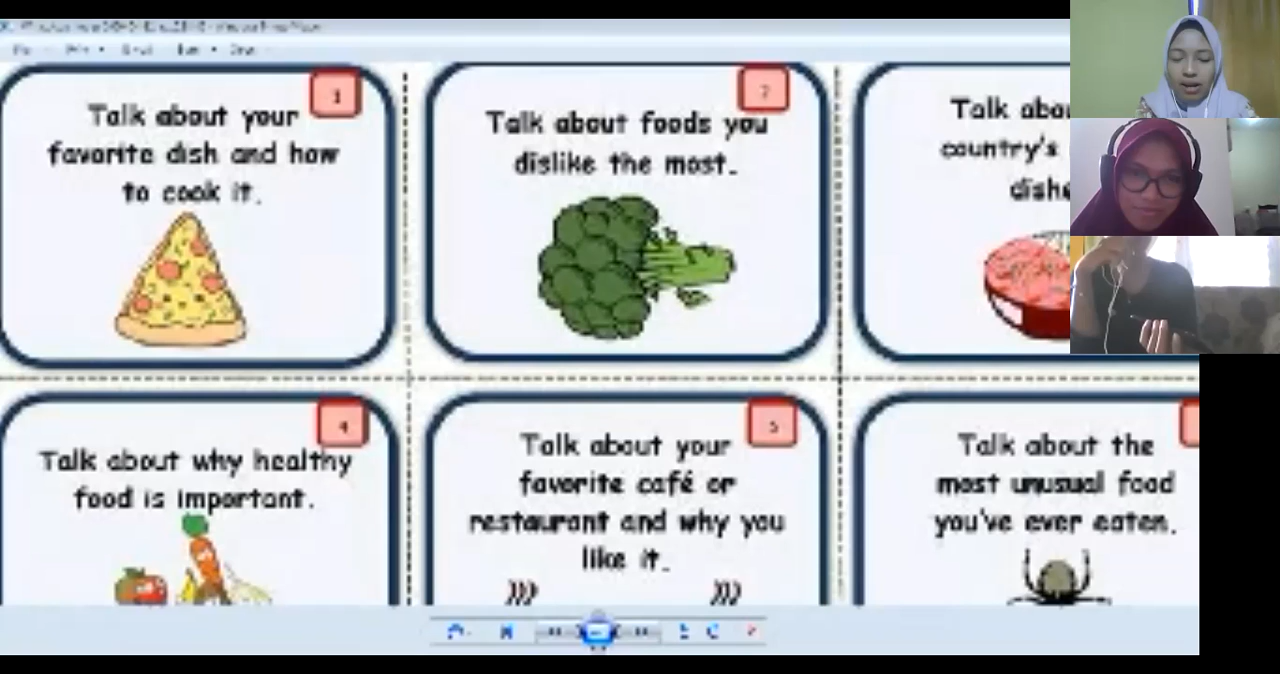 1
Talk about your
favorite dish and how
to cook it.
2
Talk about foods you
dislike the most.
Talk
country's
4
Talk about why healthy
food is important.
5
Talk about your
favorite café or
restaurant and why you
like it.
Talk about the
most unusual food
you've ever eaten.